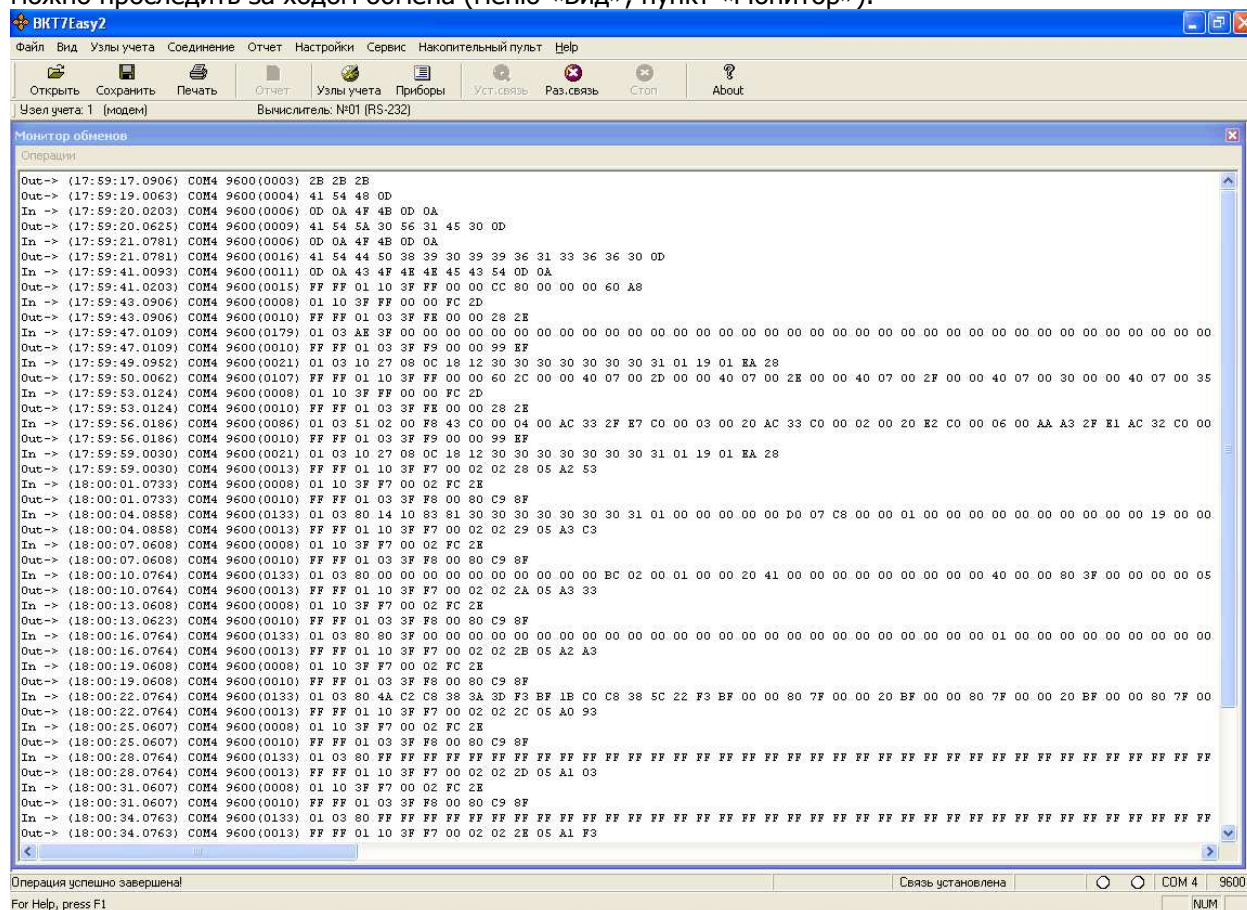 можно проследить за ходом обмена (меню «Вид», пункт «Монитор»).
ВКТ7Easy2
Файл Вид Узлы учета Соединение Отчет Настройки Сервис Накопительный пульт Help
Открыть Сохранить Печать Отчет Узлы учета Приборы Уст.связь Раз.связь Стоп About
Узел учета: 1 (модем) Вычислитель: №01 (RS-232)
Монитор обменов
Операции
Out-> (17:59:17.0906) COM4 9600(0003) 2B 2B 2B
Out-> (17:59:19.0063) COM4 9600(0004) 41 54 48 0D
In -> (17:59:20.0203) COM4 9600(0006) 0D 0A 4F 4B 0D 0A
Out-> (17:59:20.0625) COM4 9600(0009) 41 54 5A 30 56 31 45 30 0D
In -> (17:59:21.0781) COM4 9600(0006) 0D 0A 4F 4B 0D 0A
Out-> (17:59:21.0781) COM4 9600(0016) 41 54 44 50 38 39 30 39 39 36 31 33 36 36 30 0D
In -> (17:59:41.0093) COM4 9600(0011) 0D 0A 43 4F 4E 4E 45 43 54 0D 0A
Out-> (17:59:41.0203) COM4 9600(0015) FF FF 01 10 3F FF 00 00 CC 80 00 00 00 60 A8
In -> (17:59:43.0906) COM4 9600(0008) 01 10 3F FF 00 00 FC 2D
Out-> (17:59:43.0906) COM4 9600(0010) FF FF 01 03 3F FE 00 00 28 2E
In -> (17:59:47.0109) COM4 9600(0179) 01 03 AE 3F 00 00 00 00 00 00 00 00 00 00 00 00 00 00 00 00 00 00 00 00 00 00 00 00 00 00 00 00 00 00 00 00 00 00 00 00
Out-> (17:59:47.0109) COM4 9600(0010) FF FF 01 03 3F F9 00 00 99 EF
In -> (17:59:49.0952) COM4 9600(0021) 01 03 10 27 08 0C 18 12 30 30 30 30 30 30 30 31 01 19 01 EA 28
Out-> (17:59:50.0062) COM4 9600(0107) FF FF 01 10 3F FF 00 00 60 2C 00 00 40 07 00 2D 00 00 40 07 00 2E 00 00 40 07 00 2F 00 00 40 07 00 30 00 00 40 07 00 35
In -> (17:59:53.0124) COM4 9600(0008) 01 10 3F FF 00 00 FC 2D
Out-> (17:59:53.0124) COM4 9600(0010) FF FF 01 03 3F FE 00 00 28 2E
In -> (17:59:56.0186) COM4 9600(0086) 01 03 51 02 00 F8 43 C0 00 04 00 AC 33 2F E7 C0 00 03 00 20 AC 33 C0 00 02 00 20 E2 C0 00 06 00 AA A3 2F E1 AC 32 C0 00
Out-> (17:59:56.0186) COM4 9600(0010) FF FF 01 03 3F F9 00 00 99 EF
In -> (17:59:59.0030) COM4 9600(0021) 01 03 10 27 08 0C 18 12 30 30 30 30 30 30 30 31 01 19 01 EA 28
Out-> (17:59:59.0030) COM4 9600(0013) FF FF 01 10 3F F7 00 02 02 28 05 A2 53
In -> (18:00:01.0733) COM4 9600(0008) 01 10 3F F7 00 02 FC 2E
Out-> (18:00:01.0733) COM4 9600(0010) FF FF 01 03 3F F8 00 80 C9 8F
In -> (18:00:04.0858) COM4 9600(0133) 01 03 80 14 10 83 81 30 30 30 30 30 30 30 31 01 00 00 00 00 00 D0 07 C8 00 00 01 00 00 00 00 00 00 00 00 00 00 19 00 00
Out-> (18:00:04.0858) COM4 9600(0013) FF FF 01 10 3F F7 00 02 02 29 05 A3 C3
In -> (18:00:07.0608) COM4 9600(0008) 01 10 3F F7 00 02 FC 2E
Out-> (18:00:07.0608) COM4 9600(0010) FF FF 01 03 3F F8 00 80 C9 8F
In -> (18:00:10.0764) COM4 9600(0133) 01 03 80 00 00 00 00 00 00 00 00 00 00 00 BC 02 00 01 00 00 20 41 00 00 00 00 00 00 00 00 00 40 00 00 80 3F 00 00 00 00 05
Out-> (18:00:10.0764) COM4 9600(0013) FF FF 01 10 3F F7 00 02 02 2A 05 A3 33
In -> (18:00:13.0608) COM4 9600(0008) 01 10 3F F7 00 02 FC 2E
Out-> (18:00:13.0623) COM4 9600(0010) FF FF 01 03 3F F8 00 80 C9 8F
In -> (18:00:16.0764) COM4 9600(0133) 01 03 80 80 3F 00 00 00 00 00 00 00 00 00 00 00 00 00 00 00 00 00 00 00 00 00 00 00 00 00 00 01 00 00 00 00 00 00 00 00
Out-> (18:00:16.0764) COM4 9600(0013) FF FF 01 10 3F F7 00 02 02 2B 05 A2 A3
In -> (18:00:19.0608) COM4 9600(0008) 01 10 3F F7 00 02 FC 2E
Out-> (18:00:19.0608) COM4 9600(0010) FF FF 01 03 3F F8 00 80 C9 8F
In -> (18:00:22.0764) COM4 9600(0133) 01 03 80 4A C2 C8 38 3A 3D F3 BF 1B C0 C8 38 5C 22 F3 BF 00 00 80 7F 00 00 20 BF 00 00 80 7F 00 00 20 BF 00 00 80 7F 00
Out-> (18:00:22.0764) COM4 9600(0013) FF FF 01 10 3F F7 00 02 02 2C 05 A0 93
In -> (18:00:25.0607) COM4 9600(0008) 01 10 3F F7 00 02 FC 2E
Out-> (18:00:25.0607) COM4 9600(0010) FF FF 01 03 3F F8 00 80 C9 8F
In -> (18:00:28.0764) COM4 9600(0133) 01 03 80 FF FF FF FF FF FF FF FF FF FF FF FF FF FF FF FF FF FF FF FF FF FF FF FF FF FF FF FF FF FF FF FF FF FF FF FF FF
Out-> (18:00:28.0764) COM4 9600(0013) FF FF 01 10 3F F7 00 02 02 2D 05 A1 03
In -> (18:00:31.0607) COM4 9600(0008) 01 10 3F F7 00 02 FC 2E
Out-> (18:00:31.0607) COM4 9600(0010) FF FF 01 03 3F F8 00 80 C9 8F
In -> (18:00:34.0763) COM4 9600(0133) 01 03 80 FF FF FF FF FF FF FF FF FF FF FF FF FF FF FF FF FF FF FF FF FF FF FF FF FF FF FF FF FF FF FF FF FF FF FF FF FF
Out-> (18:00:34.0763) COM4 9600(0013) FF FF 01 10 3F F7 00 02 02 2E 05 A1 F3
Операция успешно завершена! Связь установлена COM 4 9600
For Help, press F1 NUM